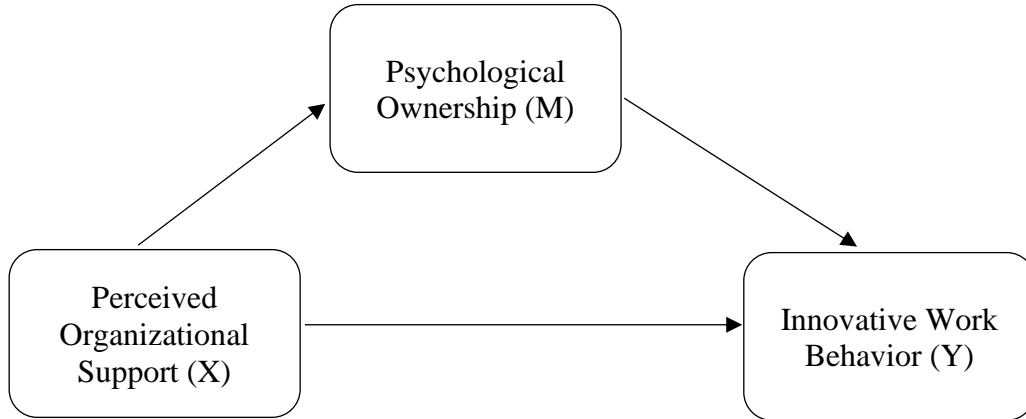 Psychological
Ownership (M)
Perceived
Organizational
Support (X)
Innovative Work
Behavior (Y)